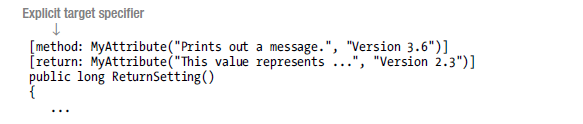 Explicit target specifier
[method: MyAttribute("Prints out a message.", "Version 3.6")]
[return: MyAttribute("This value represents ...", "Version 2.3")]
public long ReturnSetting()
{
...